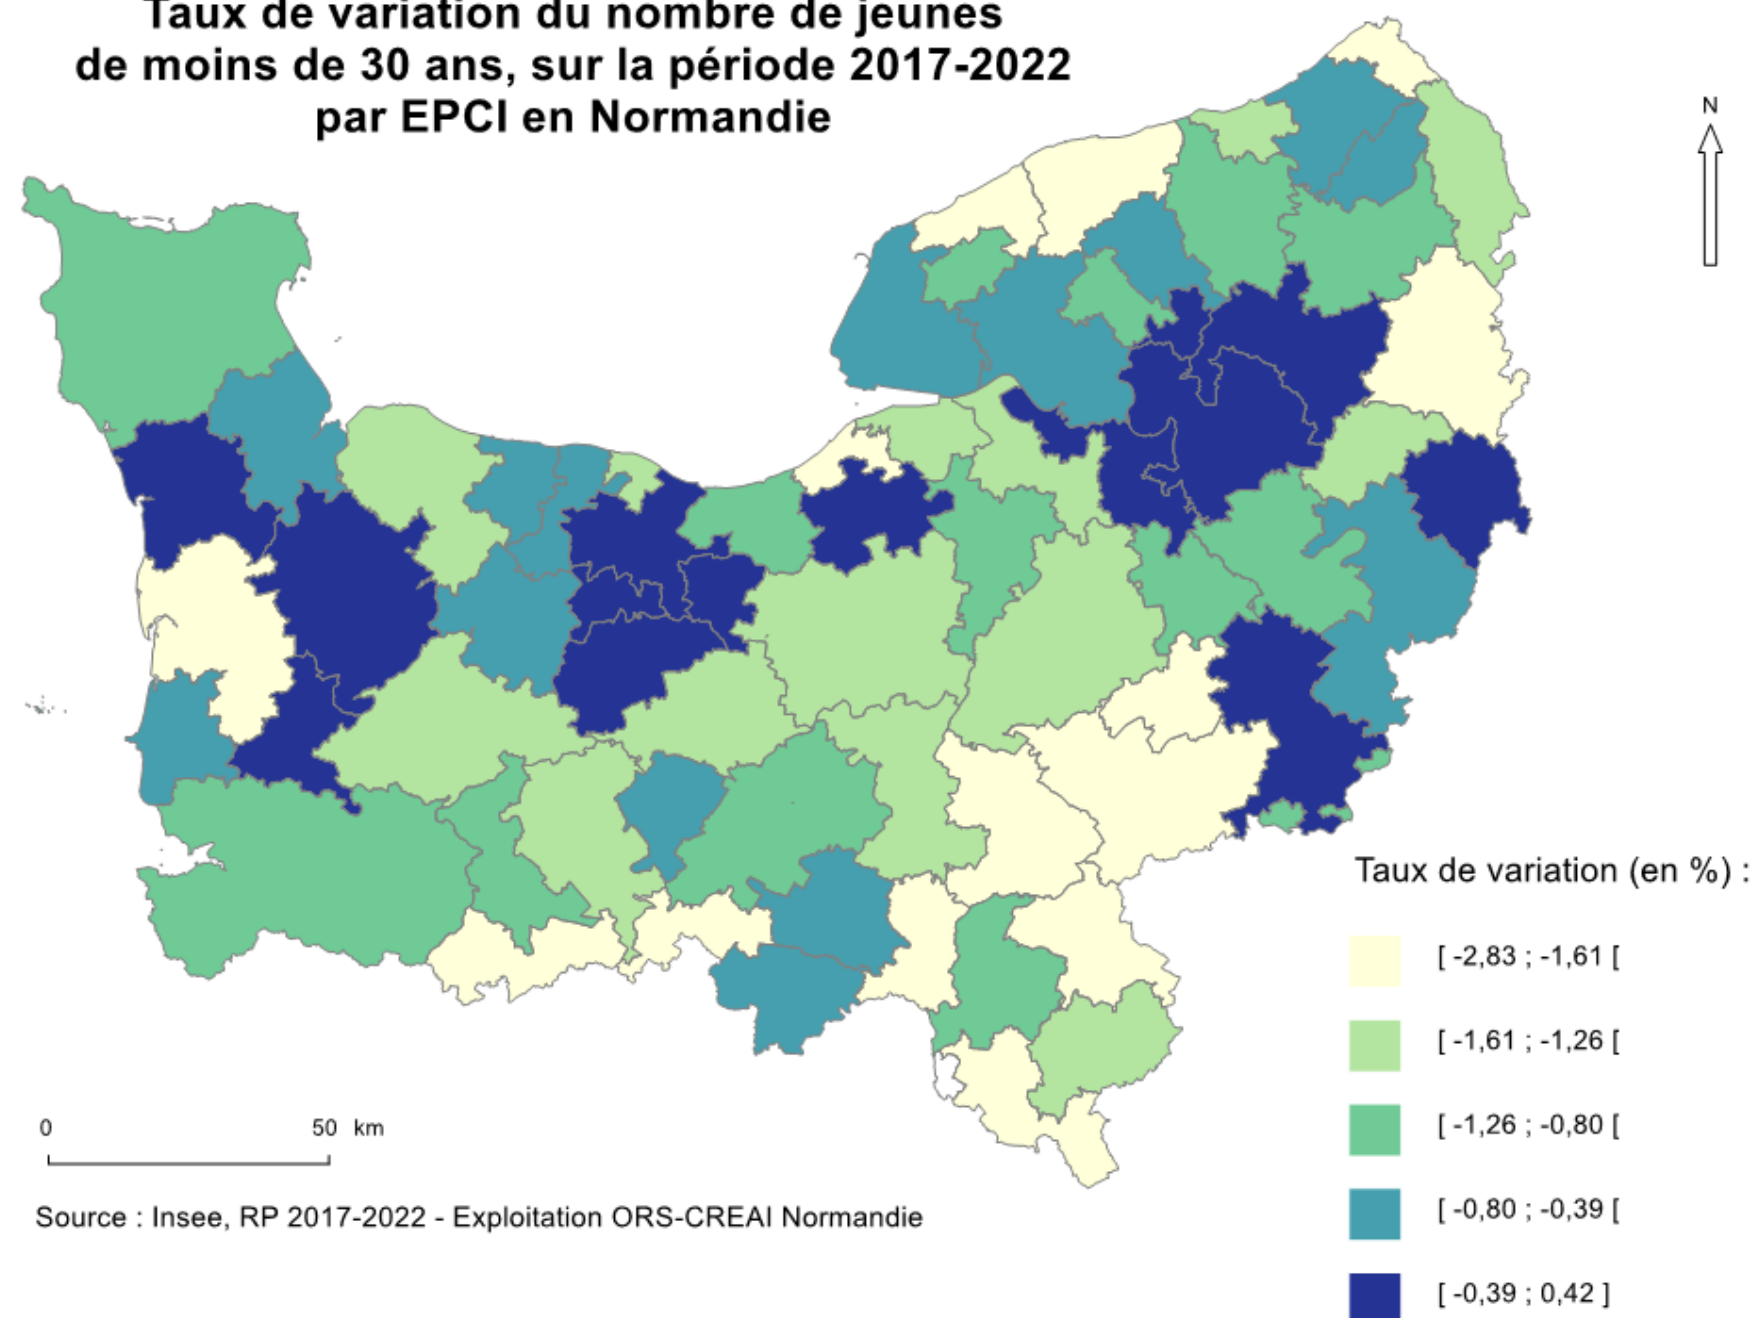 Taux de variation du nombre de jeunes
de moins de 30 ans, sur la période 2017-2022
par EPCI en Normandie
N
Taux de variation (en %) :
[ -2,83 ; -1,61 [
[ -1,61 ; -1,26 [
[ -1,26 ; -0,80 [
[ -0,80 ; -0,39 [
[ -0,39 ; 0,42 ]
0 50 km
Source : Insee, RP 2017-2022 - Exploitation ORS-CREAI Normandie